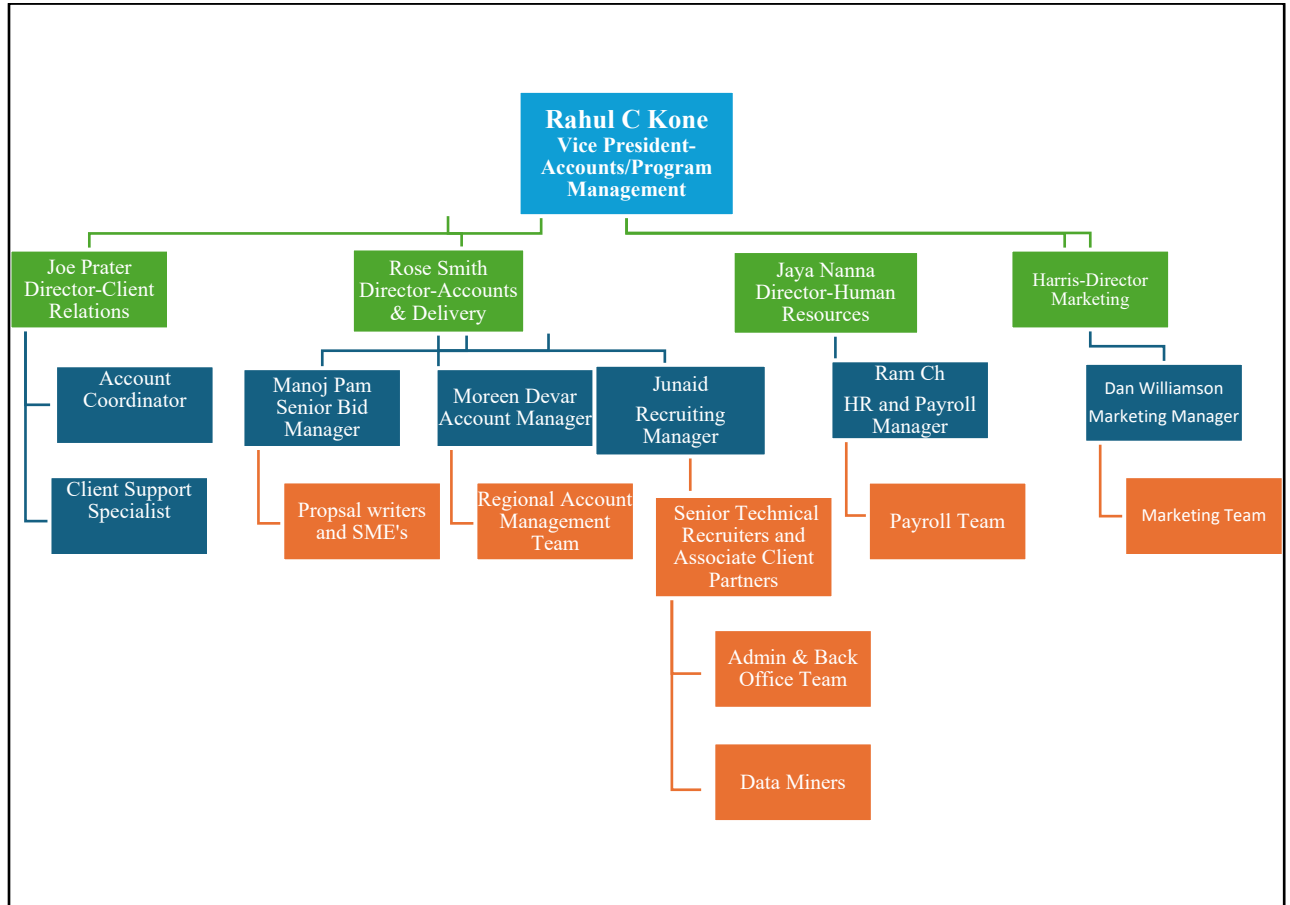 Rahul C Kone
Vice President-
Accounts/Program
Management
Joe Prater
Director-Client
Relations
Rose Smith
Director-Accounts
& Delivery
Jaya Nanna
Director-Human
Resources
Harris-Director
Marketing
Account
Coordinator
Client Support
Specialist
Manoj Pam
Senior Bid
Manager
Moreen Devar
Account Manager
Junaid
Recruiting
Manager
Ram Ch
HR and Payroll
Manager
Dan Williamson
Marketing Manager
Propsal writers
and SME's
Regional Account
Management
Team
Senior Technical
Recruiters and
Associate Client
Partners
Payroll Team
Marketing Team
Admin & Back
Office Team
Data Miners